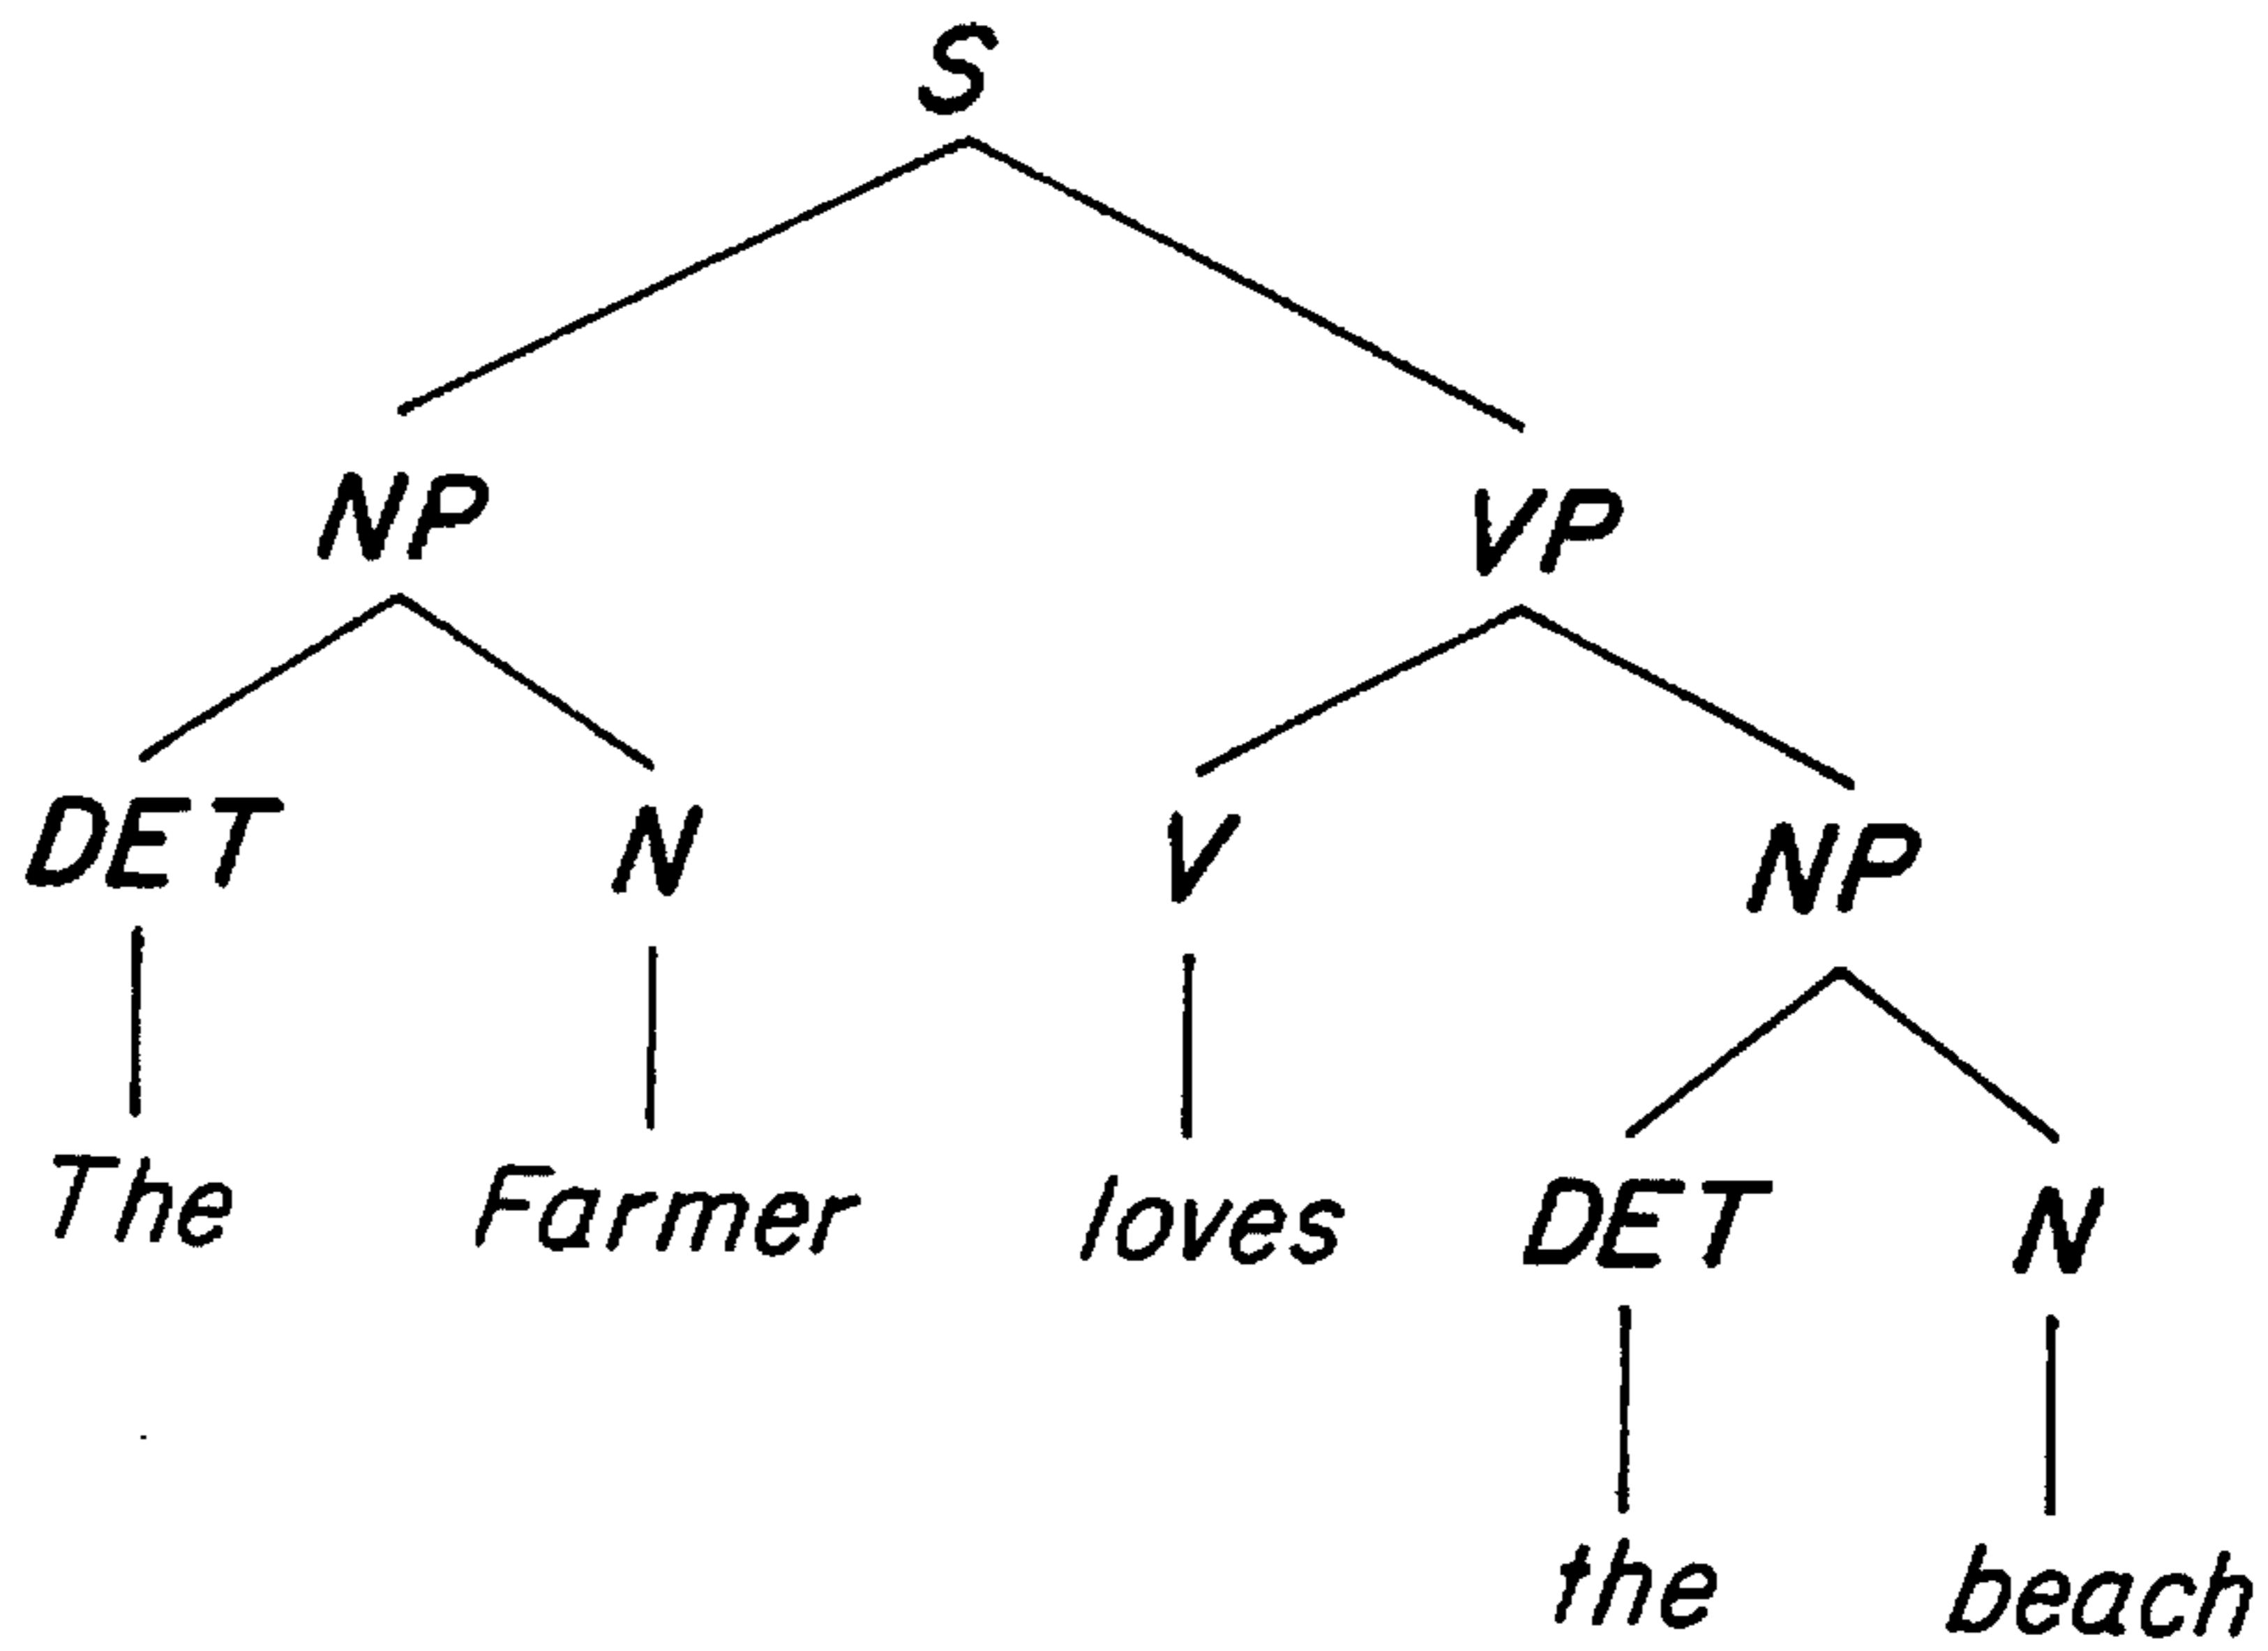 S
NP VP
DET N V NP
The Farmer loves DET N
the beach